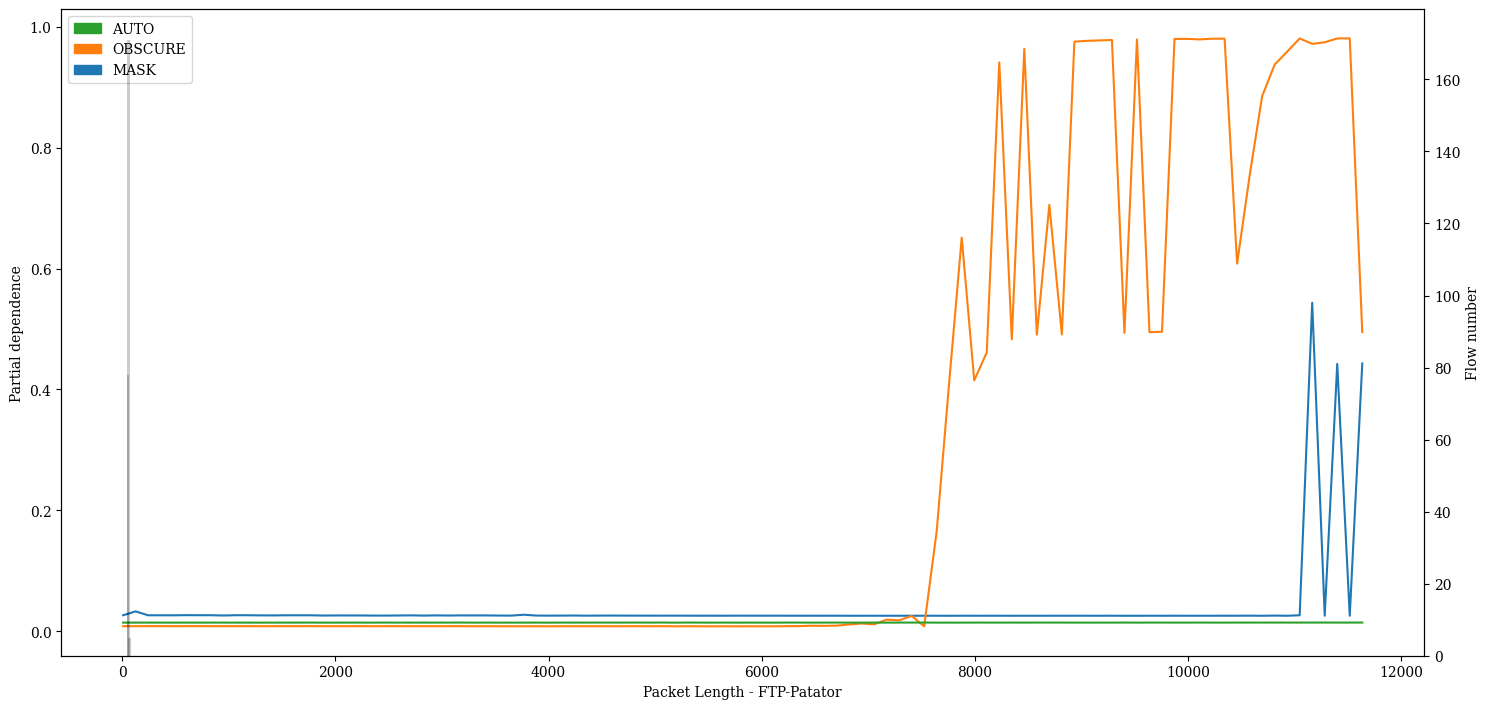 AUTO
OBSCURE
MASK
1.0
0.8
0.6
0.4
0.2
0.0
Partial dependence
160
140
120
100
80
60
40
20
0
Flow number
0 2000 4000 6000 8000 10000 12000
Packet Length - FTP-Patator